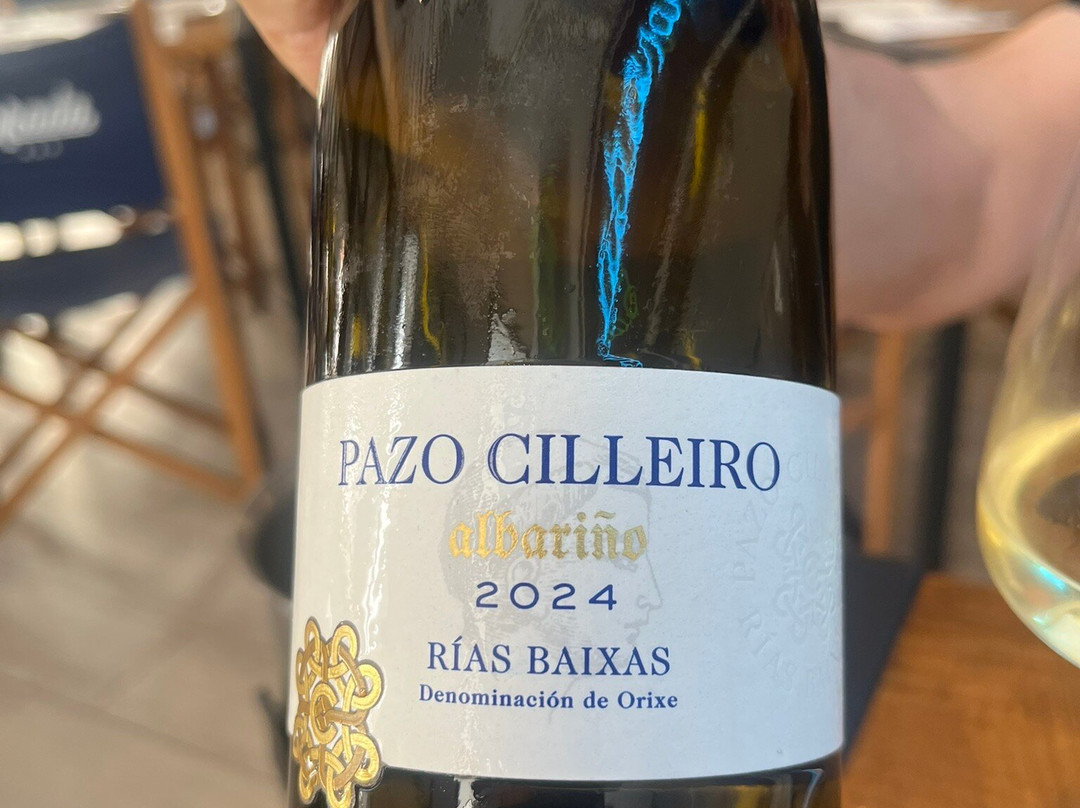 PAZO CILLEIRO
albariño
2024
RÍAS BAIXAS
Denominación de Orixe